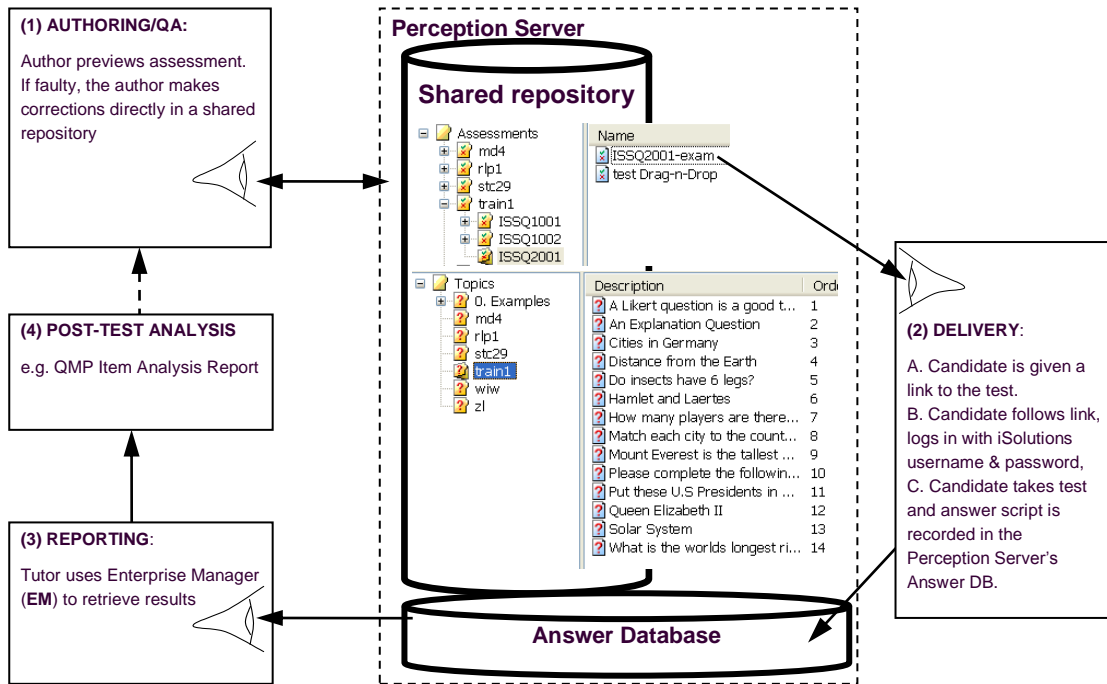 (1) AUTHORING/QA:
Author previews assessment.
If faulty, the author makes
corrections directly in a shared
repository
Perception Server
Shared repository
Assessments
md4
rlp1
stc29
train1
ISSQ1001
ISSQ1002
ISSQ2001
Name
ISSQ2001-exam
test Drag-n-Drop
Topics
0. Examples
md4
rlp1
stc29
train1
wiw
zl
Description Orde
A Likert question is a good t... 1
An Explanation Question 2
Cities in Germany 3
Distance from the Earth 4
Do insects have 6 legs? 5
Hamlet and Laertes 6
How many players are there... 7
Match each city to the count... 8
Mount Everest is the tallest ... 9
Please complete the followin... 10
Put these U.S Presidents in ... 11
Queen Elizabeth II 12
Solar System 13
What is the worlds longest ri... 14
Answer Database
(2) DELIVERY:
A. Candidate is given a
link to the test.
B. Candidate follows link,
logs in with iSolutions
username & password,
C. Candidate takes test
and answer script is
recorded in the
Perception Server's
Answer DB.
(4) POST-TEST ANALYSIS
e.g. QMP Item Analysis Report
(3) REPORTING:
Tutor uses Enterprise Manager
(EM) to retrieve results